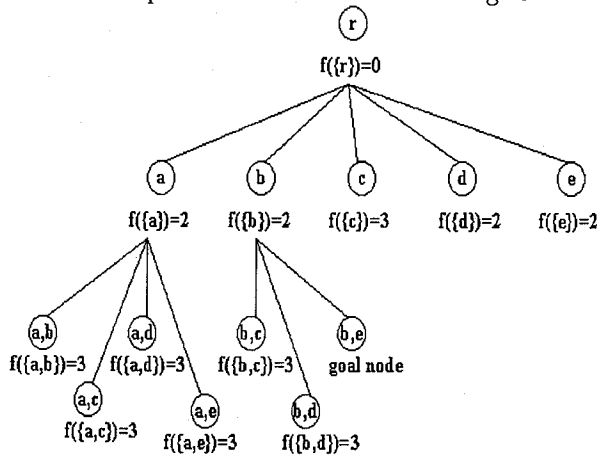 r
f({r})=0
a b c d e
f({a})=2 f({b})=2 f({c})=3 f({d})=2 f({e})=2
a,b a,d b,c b,e
f({a,b})=3 f({a,d})=3 f({b,c})=3 goal node
a,c a,e b,d
f({a,c})=3 f({a,e})=3 f({b,d})=3